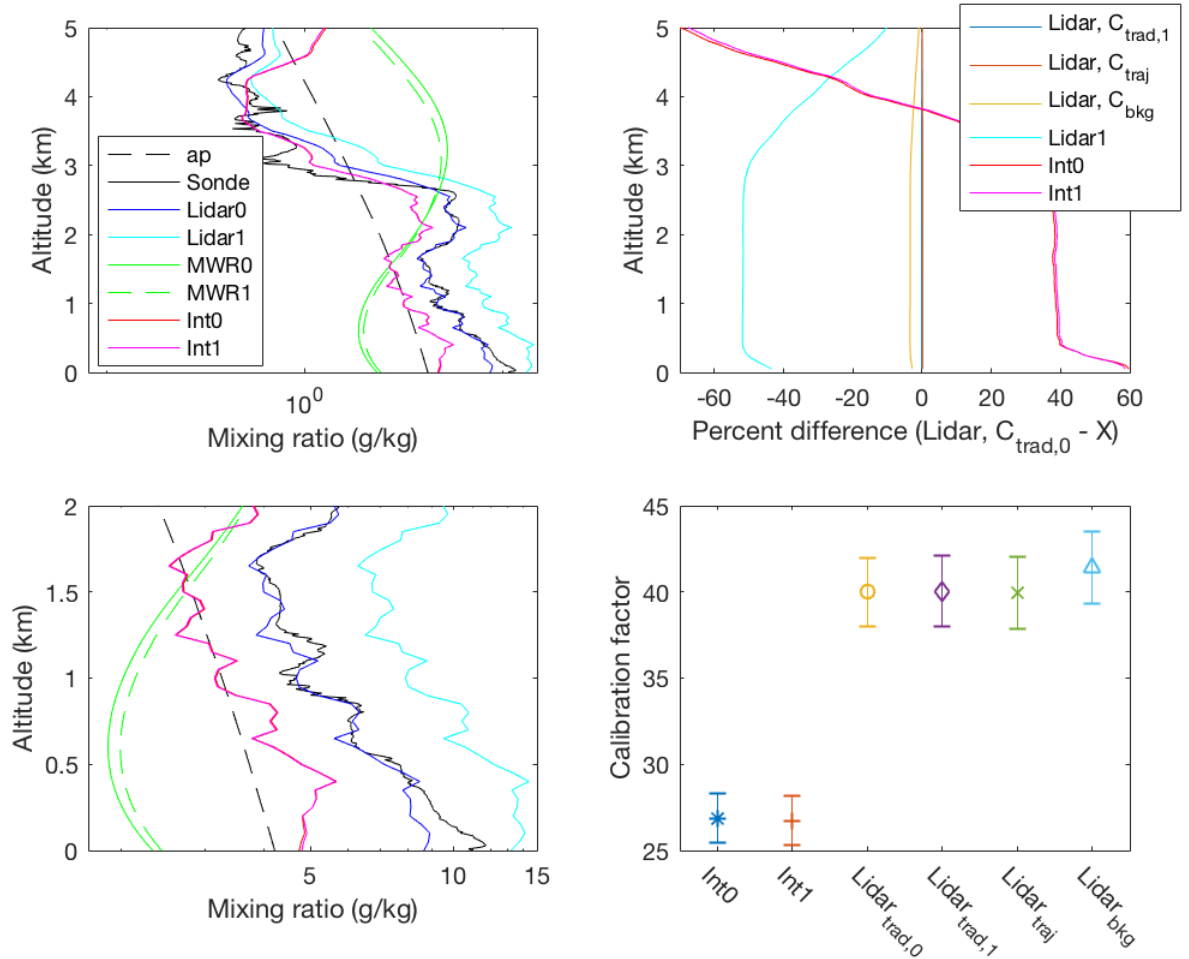 5
4
3
2
1
0
Altitude (km)
ap
Sonde
Lidar0
Lidar1
MWR0
MWR1
Int0
Int1
10^0
Mixing ratio (g/kg)
5
4
3
2
1
0
Altitude (km)
Lidar, C_trad,1
Lidar, C_traj
Lidar, C_bkg
Lidar1
Int0
Int1
-60 -40 -20 0 20 40 60
Percent difference (Lidar, C_trad,0 - X)
2
1.5
1
0.5
0
Altitude (km)
5 10 15
Mixing ratio (g/kg)
45
40
35
30
25
Calibration factor
Int0
Int1
Lidar_trad,0
Lidar_trad,1
Lidar_traj
Lidar_bkg